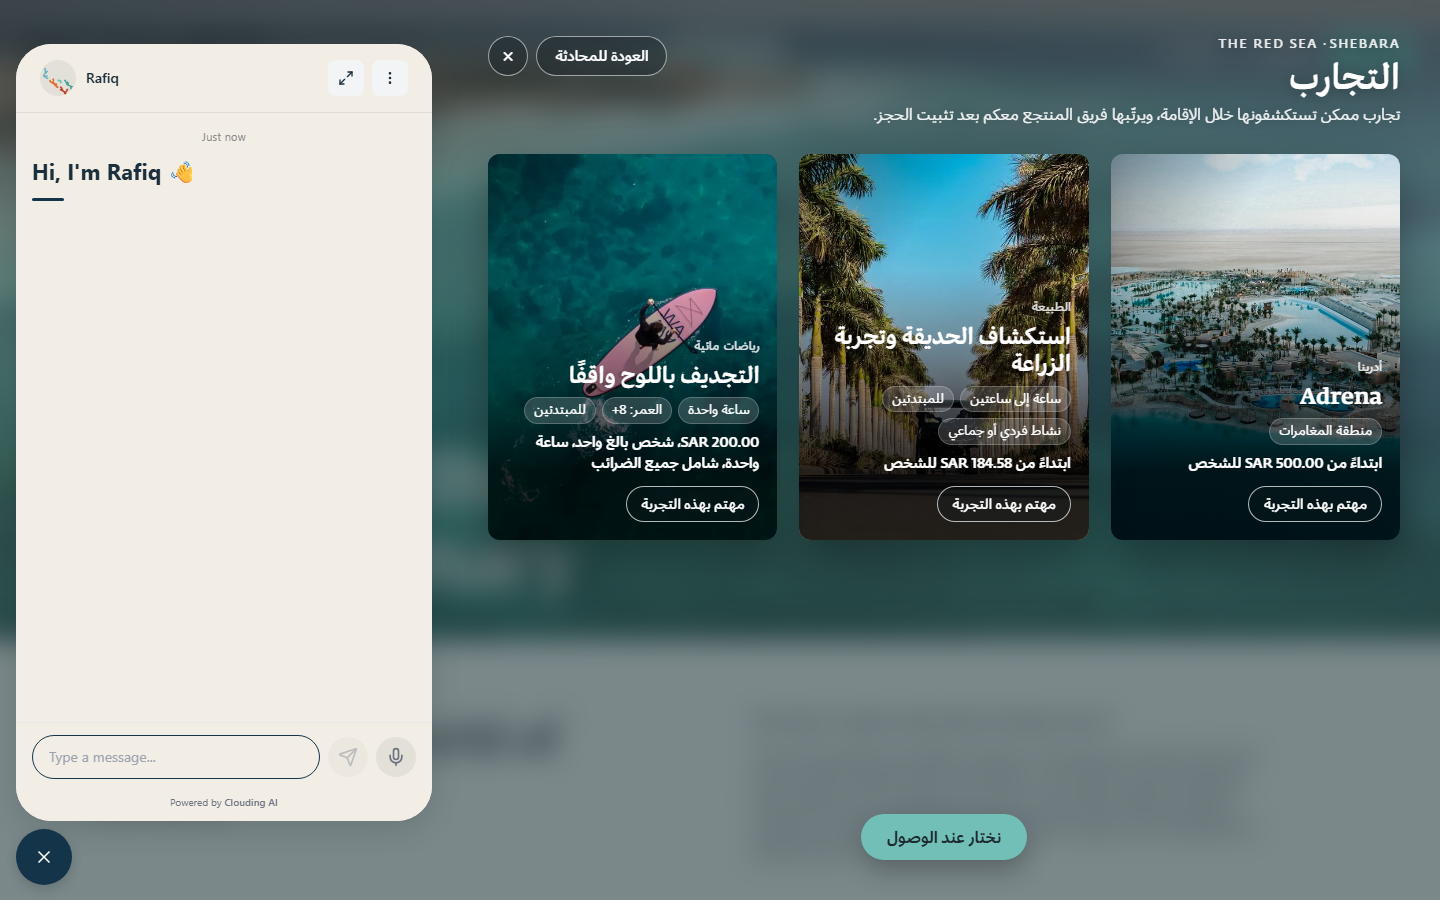 Rafiq
Just now
Hi, I'm Rafiq 👋
Type a message...
Powered by Clouding AI
العودة للمحادثة
THE RED SEA · SHEBARA
التجارب
تجارب ممكن تستكشفونها خلال الإقامة، ويرتّبها فريق المنتجع معكم بعد تثبيت الحجز.
أدرينا
Adrena
منطقة المغامرات
ابتداءً من SAR 500.00 للشخص
مهتم بهذه التجربة
الطبيعة
استكشاف الحديقة وتجربة
الزراعة
ساعة إلى ساعتين
للمبتدئين
نشاط فردي أو جماعي
ابتداءً من SAR 184.58 للشخص
مهتم بهذه التجربة
رياضات مائية
التجديف باللوح واقفًا
ساعة واحدة
العمر: 8+
للمبتدئين
SAR 200.00، شخص بالغ واحد، ساعة
واحدة، شامل جميع الضرائب
مهتم بهذه التجربة
نختار عند الوصول